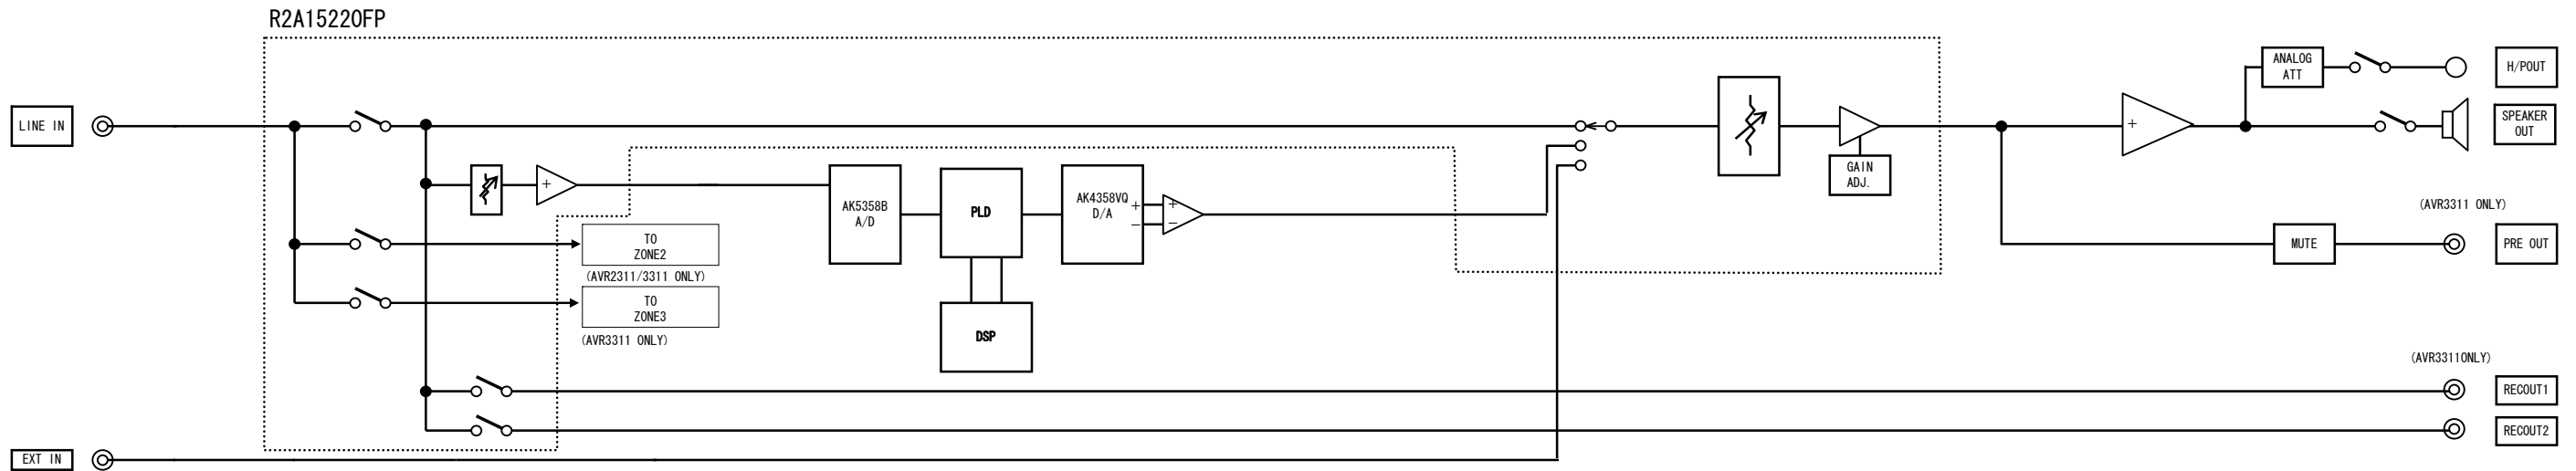 R2A15220FP
LINE IN
ANALOG
ATT
H/POUT
SPEAKER
OUT
+
GAIN
ADJ.
+
AK5358B
A/D
PLD
AK4358VQ
D/A
+
−
+
−
DSP
TO
ZONE2
(AVR2311/3311 ONLY)
TO
ZONE3
(AVR3311 ONLY)
(AVR3311 ONLY)
MUTE
PRE OUT
(AVR3311ONLY)
RECOUT1
RECOUT2
EXT IN